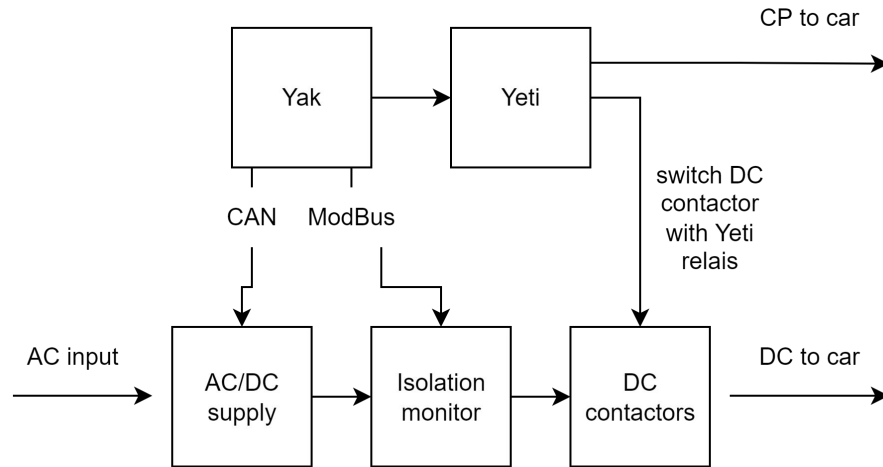 CP to car
Yak
Yeti
switch DC
contactor
with Yeti
relais
CAN
ModBus
AC input
AC/DC
supply
Isolation
monitor
DC
contactors
DC to car